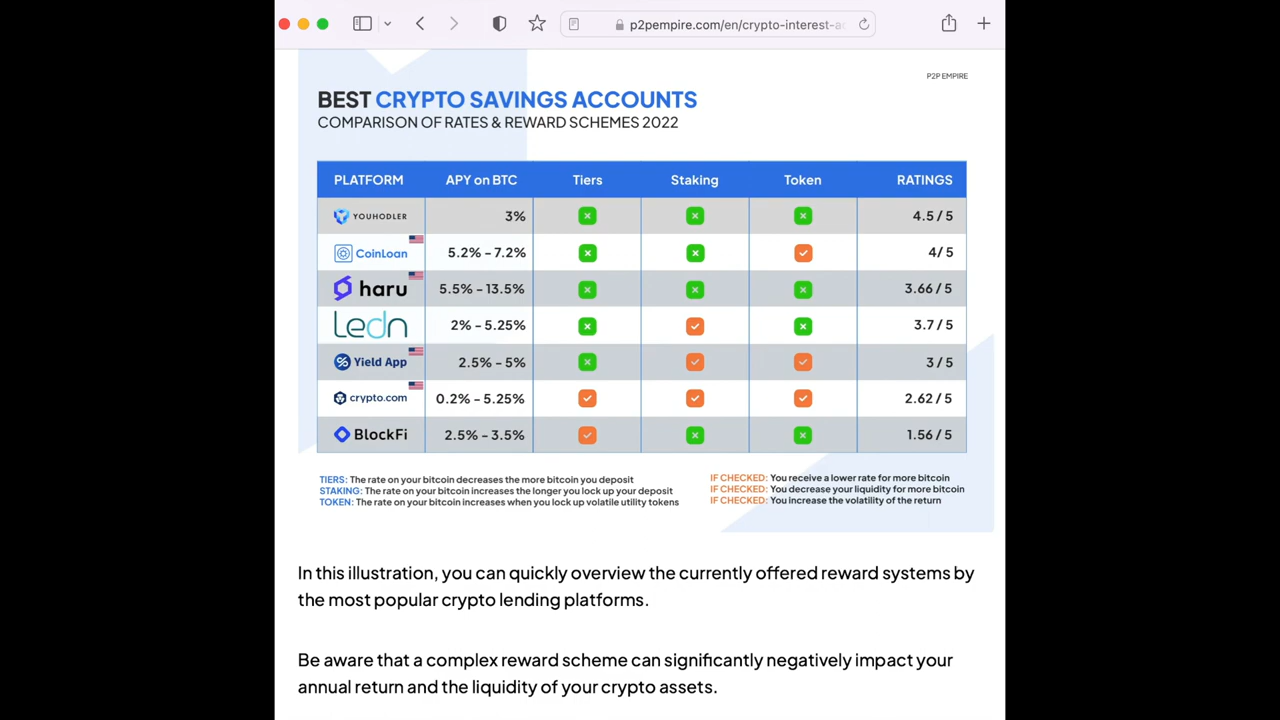 p2pempire.com/en/crypto-interest-a
P2P EMPIRE
BEST CRYPTO SAVINGS ACCOUNTS
COMPARISON OF RATES & REWARD SCHEMES 2022
PLATFORM APY on BTC Tiers Staking Token RATINGS
YOUHODLER 3% 4.5 / 5
CoinLoan 5.2% – 7.2% 4/ 5
haru 5.5% – 13.5% 3.66 / 5
ledn 2% – 5.25% 3.7 / 5
Yield App 2.5% – 5% 3 / 5
crypto.com 0.2% – 5.25% 2.62 / 5
BlockFi 2.5% – 3.5% 1.56 / 5
TIERS: The rate on your bitcoin decreases the more bitcoin you deposit
STAKING: The rate on your bitcoin increases the longer you lock up your deposit
TOKEN: The rate on your bitcoin increases when you lock up volatile utility tokens
IF CHECKED: You receive a lower rate for more bitcoin
IF CHECKED: You decrease your liquidity for more bitcoin
IF CHECKED: You increase the volatility of the return
In this illustration, you can quickly overview the currently offered reward systems by
the most popular crypto lending platforms.
Be aware that a complex reward scheme can significantly negatively impact your
annual return and the liquidity of your crypto assets.